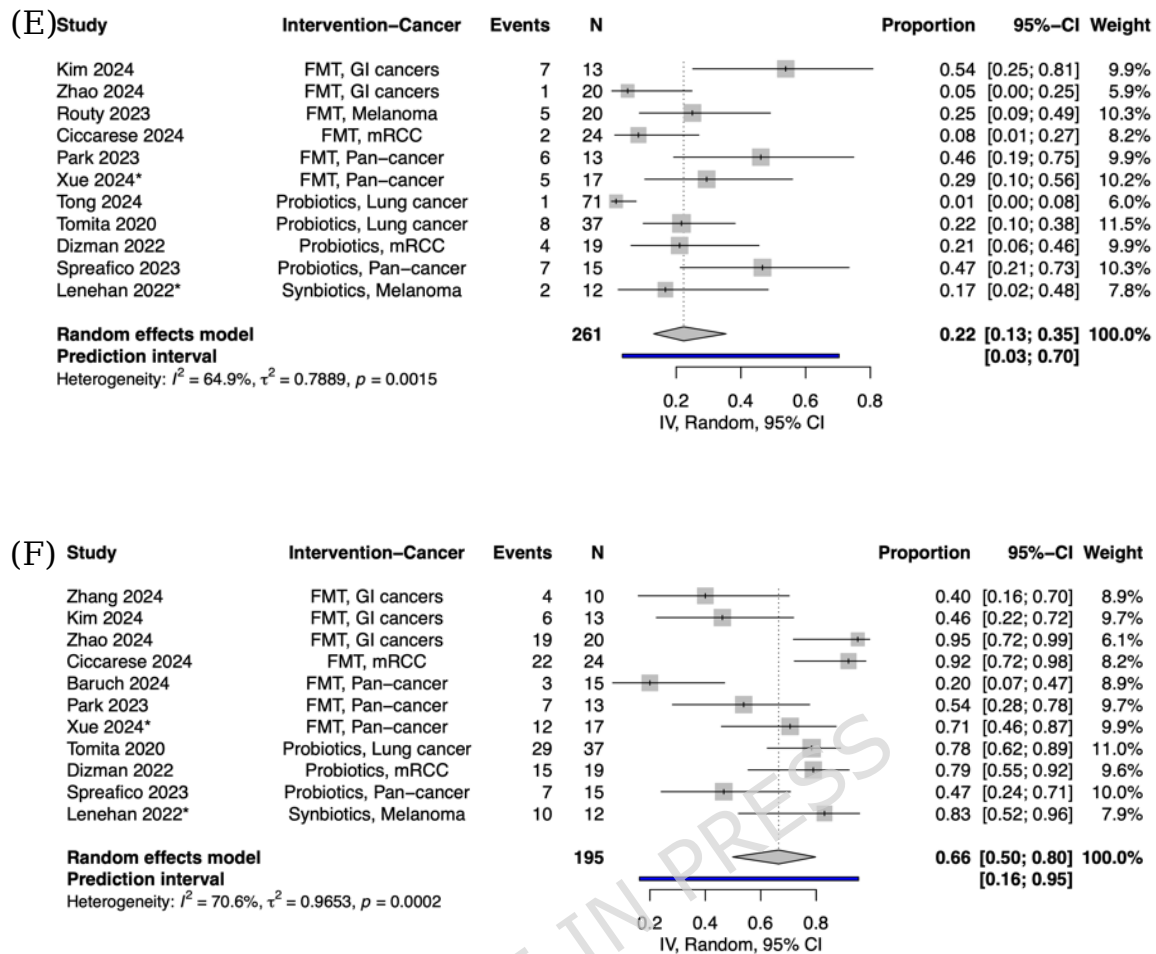 (E) Study Intervention−Cancer Events N Proportion 95%−CI Weight
Kim 2024 FMT, GI cancers 7 13 0.54 [0.25; 0.81] 9.9%
Zhao 2024 FMT, GI cancers 1 20 0.05 [0.00; 0.25] 5.9%
Routy 2023 FMT, Melanoma 5 20 0.25 [0.09; 0.49] 10.3%
Ciccarese 2024 FMT, mRCC 2 24 0.08 [0.01; 0.27] 8.2%
Park 2023 FMT, Pan−cancer 6 13 0.46 [0.19; 0.75] 9.9%
Xue 2024* FMT, Pan−cancer 5 17 0.29 [0.10; 0.56] 10.2%
Tong 2024 Probiotics, Lung cancer 1 71 0.01 [0.00; 0.08] 6.0%
Tomita 2020 Probiotics, Lung cancer 8 37 0.22 [0.10; 0.38] 11.5%
Dizman 2022 Probiotics, mRCC 4 19 0.21 [0.06; 0.46] 9.9%
Spreafico 2023 Probiotics, Pan−cancer 7 15 0.47 [0.21; 0.73] 10.3%
Lenehan 2022* Synbiotics, Melanoma 2 12 0.17 [0.02; 0.48] 7.8%
Random effects model 261 0.22 [0.13; 0.35] 100.0%
Prediction interval [0.03; 0.70]
Heterogeneity: I² = 64.9%, τ² = 0.7889, p = 0.0015
0.2 0.4 0.6 0.8
IV, Random, 95% CI
(F) Study Intervention−Cancer Events N Proportion 95%−CI Weight
Zhang 2024 FMT, GI cancers 4 10 0.40 [0.16; 0.70] 8.9%
Kim 2024 FMT, GI cancers 6 13 0.46 [0.22; 0.72] 9.7%
Zhao 2024 FMT, GI cancers 19 20 0.95 [0.72; 0.99] 6.1%
Ciccarese 2024 FMT, mRCC 22 24 0.92 [0.72; 0.98] 8.2%
Baruch 2024 FMT, Pan−cancer 3 15 0.20 [0.07; 0.47] 8.9%
Park 2023 FMT, Pan−cancer 7 13 0.54 [0.28; 0.78] 9.7%
Xue 2024* FMT, Pan−cancer 12 17 0.71 [0.46; 0.87] 9.9%
Tomita 2020 Probiotics, Lung cancer 29 37 0.78 [0.62; 0.89] 11.0%
Dizman 2022 Probiotics, mRCC 15 19 0.79 [0.55; 0.92] 9.6%
Spreafico 2023 Probiotics, Pan−cancer 7 15 0.47 [0.24; 0.71] 10.0%
Lenehan 2022* Synbiotics, Melanoma 10 12 0.83 [0.52; 0.96] 7.9%
Random effects model 195 0.66 [0.50; 0.80] 100.0%
Prediction interval [0.16; 0.95]
Heterogeneity: I² = 70.6%, τ² = 0.9653, p = 0.0002
0.2 0.4 0.6 0.8
IV, Random, 95% CI
IN PRESS